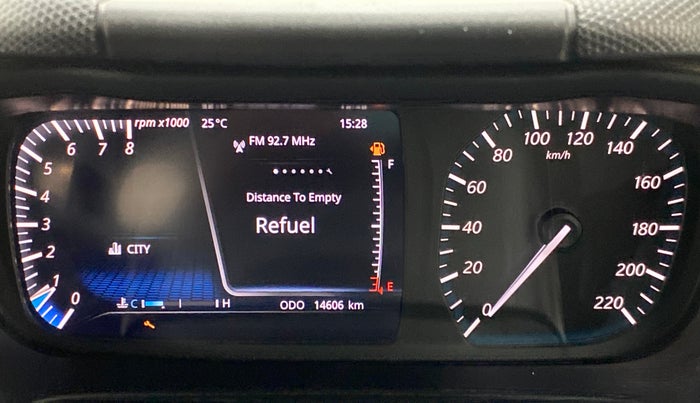 rpm x1000
25°C
15:28
FM 92.7 MHz
Distance To Empty
Refuel
CITY
0
1
2
3
4
5
6
7
8
F
E
C
H
ODO 14606 km
0
20
40
60
80
100
120
140
160
180
200
220
km/h